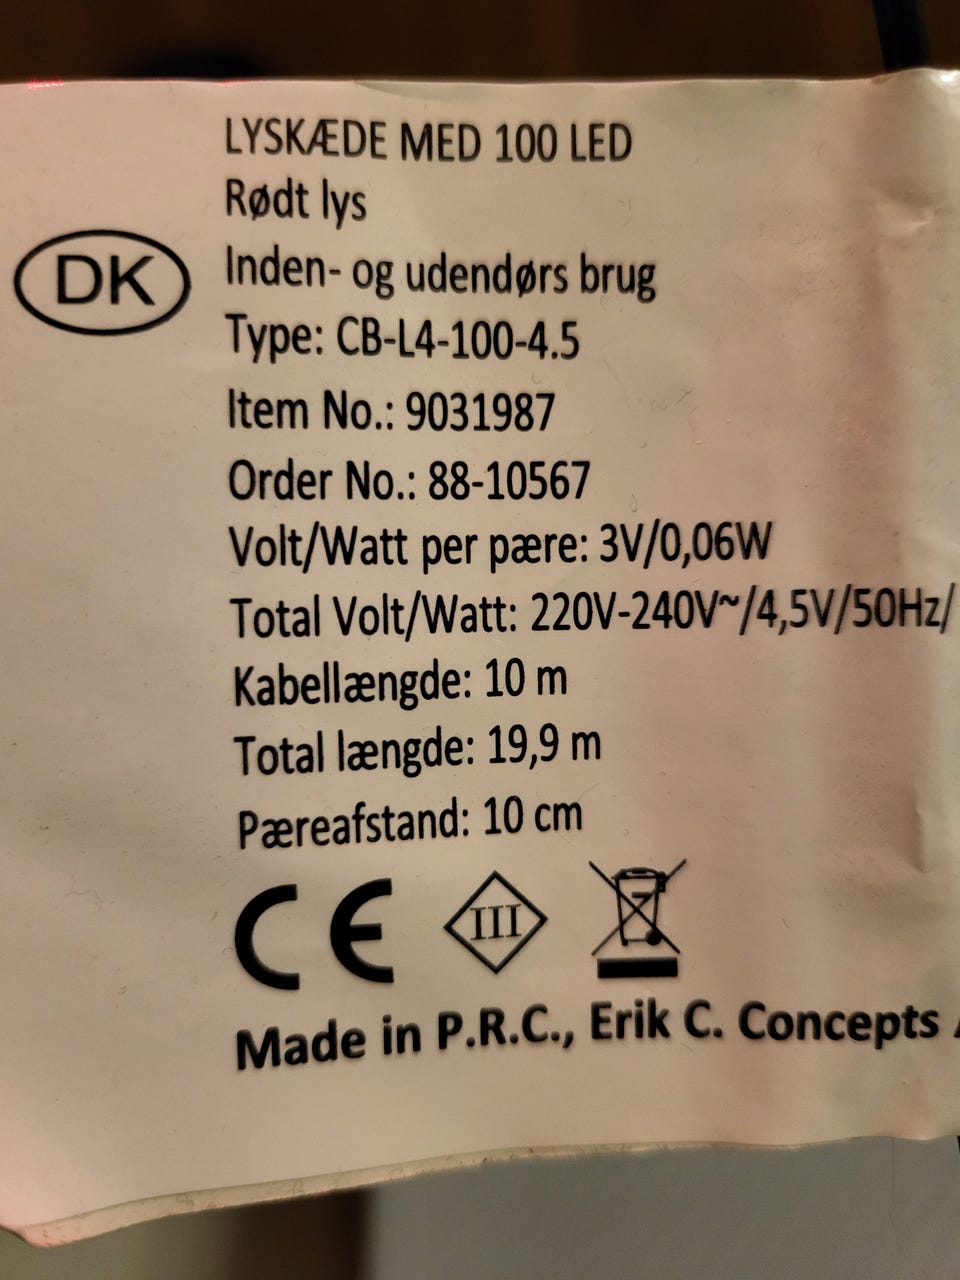 LYSKÆDE MED 100 LED
Rødt lys
DK
Inden- og udendørs brug
Type: CB-L4-100-4.5
Item No.: 9031987
Order No.: 88-10567
Volt/Watt per pære: 3V/0,06W
Total Volt/Watt: 220V-240V~/4,5V/50Hz/
Kabellængde: 10 m
Total længde: 19,9 m
Pæreafstand: 10 cm
CE III
Made in P.R.C., Erik C. Concepts